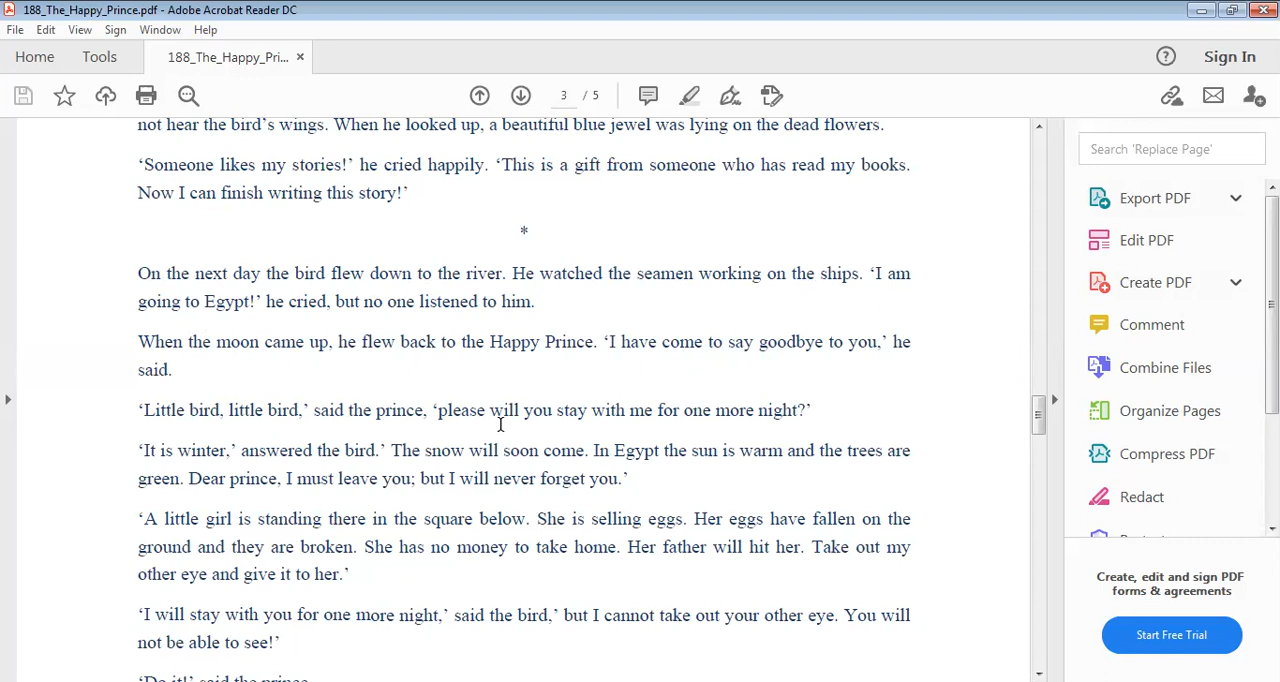 188_The_Happy_Prince.pdf - Adobe Acrobat Reader DC
File Edit View Sign Window Help
Home Tools 188_The_Happy_Pri... × Sign In
3 / 5
Search 'Replace Page'
not hear the bird’s wings. When he looked up, a beautiful blue jewel was lying on the dead flowers.
‘Someone likes my stories!’ he cried happily. ‘This is a gift from someone who has read my books.
Now I can finish writing this story!’
*
On the next day the bird flew down to the river. He watched the seamen working on the ships. ‘I am
going to Egypt!’ he cried, but no one listened to him.
When the moon came up, he flew back to the Happy Prince. ‘I have come to say goodbye to you,’ he
said.
‘Little bird, little bird,’ said the prince, ‘please will you stay with me for one more night?’
‘It is winter,’ answered the bird.’ The snow will soon come. In Egypt the sun is warm and the trees are
green. Dear prince, I must leave you; but I will never forget you.’
‘A little girl is standing there in the square below. She is selling eggs. Her eggs have fallen on the
ground and they are broken. She has no money to take home. Her father will hit her. Take out my
other eye and give it to her.’
‘I will stay with you for one more night,’ said the bird,’ but I cannot take out your other eye. You will
not be able to see!’
‘Do it!’ said the prince.
Export PDF
Edit PDF
Create PDF
Comment
Combine Files
Organize Pages
Compress PDF
Redact
Create, edit and sign PDF
forms & agreements
Start Free Trial